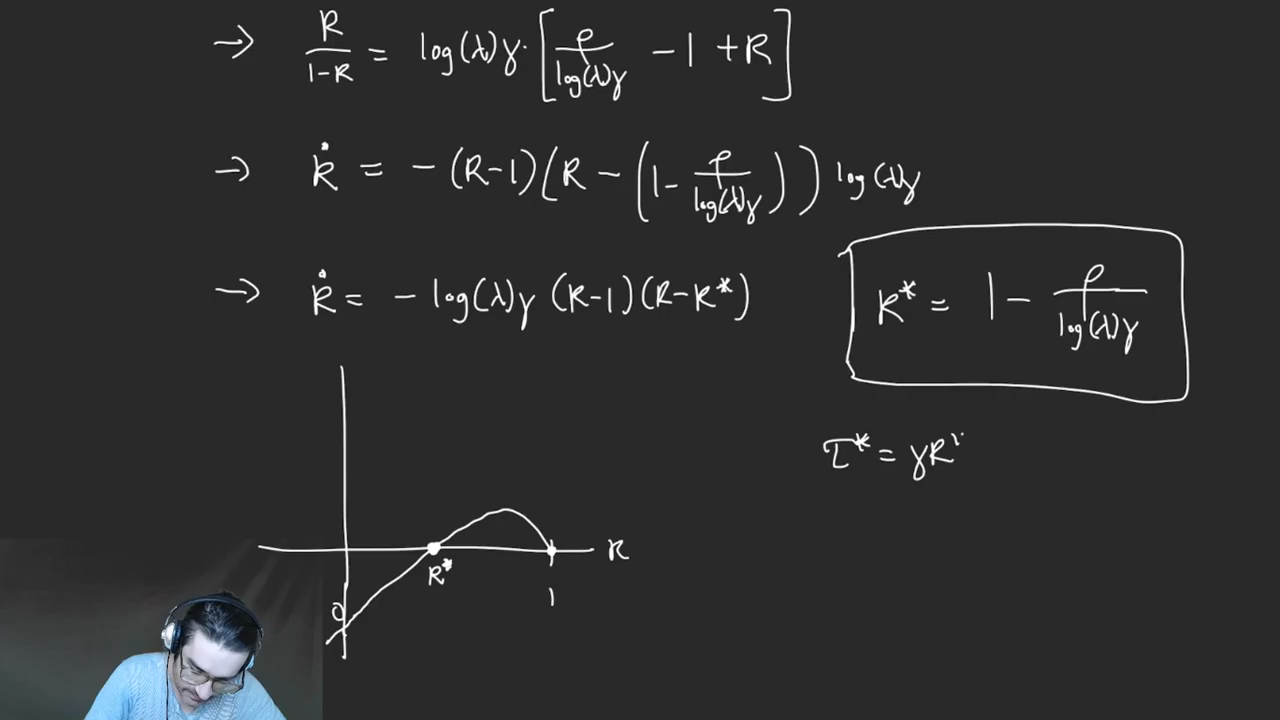 → R/(1-R) = log(λ)γ · [ρ/(log(λ)γ) - 1 + R]
→ Ṙ = - (R-1)(R - (1 - ρ/(log(λ)γ))) log(λ)γ
→ Ṙ = - log(λ)γ (R-1)(R-R*)
R* = 1 - ρ/(log(λ)γ)
τ* = γR
R
R*
1
0